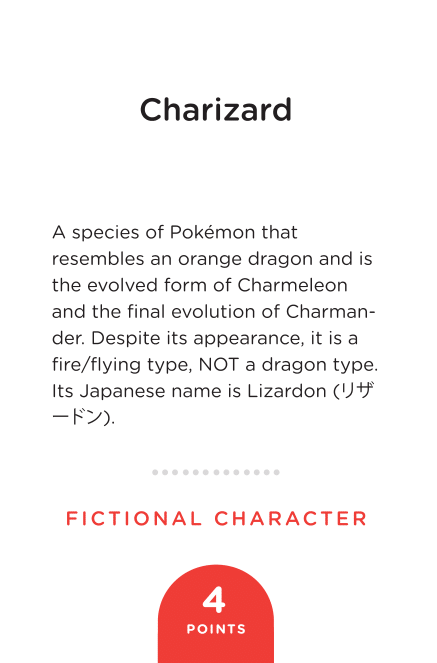 Charizard
A species of Pokémon that
resembles an orange dragon and is
the evolved form of Charmeleon
and the final evolution of Charman-
der. Despite its appearance, it is a
fire/flying type, NOT a dragon type.
Its Japanese name is Lizardon (リザ
ードン).
FICTIONAL CHARACTER
4
POINTS